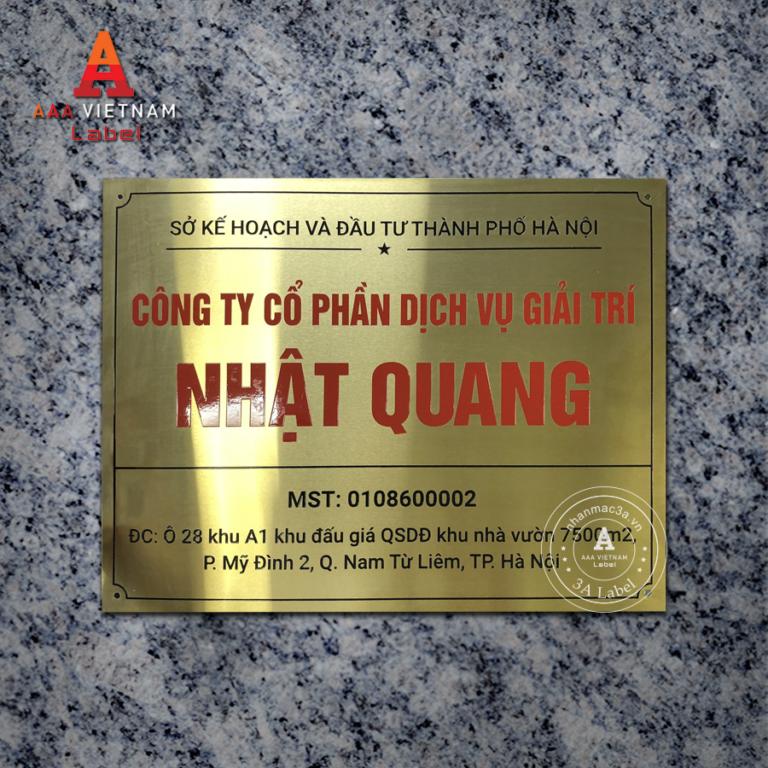 A
AAA VIETNAM
Label
SỞ KẾ HOẠCH VÀ ĐẦU TƯ THÀNH PHỐ HÀ NỘI
CÔNG TY CỔ PHẦN DỊCH VỤ GIẢI TRÍ
NHẬT QUANG
MST: 0108600002
ĐC: Ô 28 khu A1 khu đấu giá QSDĐ khu nhà vườn 7500m2,
P. Mỹ Đình 2, Q. Nam Từ Liêm, TP. Hà Nội
nhanmac3a.vn
A
AAA VIETNAM
Label
3A Label